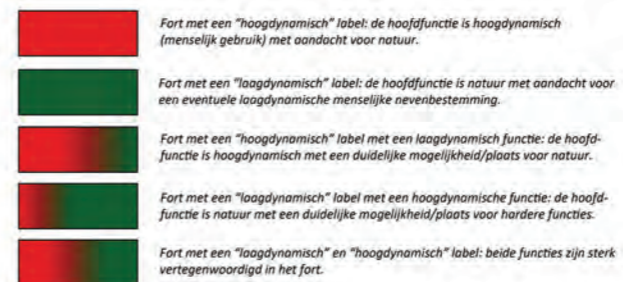 Fort met een "hoogdynamisch" label: de hoofdfunctie is hoogdynamisch
(menselijk gebruik) met aandacht voor natuur.
Fort met een "laagdynamisch" label: de hoofdfunctie is natuur met aandacht voor
een eventuele laagdynamische menselijke nevenbestemming.
Fort met een "hoogdynamisch" label met een laagdynamisch functie: de hoofd-
functie is hoogdynamisch met een duidelijke mogelijkheid/plaats voor natuur.
Fort met een "laagdynamisch" label met een hoogdynamische functie: de hoofd-
functie is natuur met een duidelijke mogelijkheid/plaats voor hardere functies.
Fort met een "laagdynamisch" en "hoogdynamisch" label: beide functies zijn sterk
vertegenwoordigd in het fort.